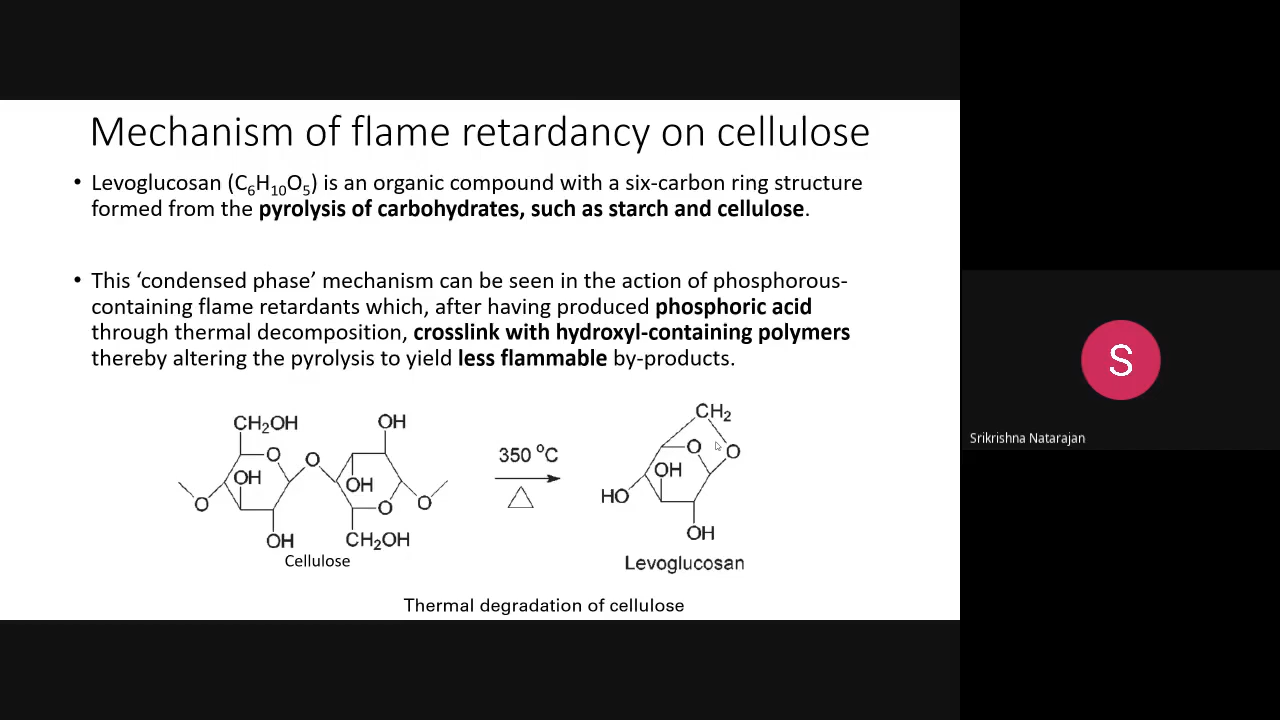 Mechanism of flame retardancy on cellulose
• Levoglucosan (C₆H₁₀O₅) is an organic compound with a six-carbon ring structure
formed from the pyrolysis of carbohydrates, such as starch and cellulose.
• This ‘condensed phase’ mechanism can be seen in the action of phosphorous-
containing flame retardants which, after having produced phosphoric acid
through thermal decomposition, crosslink with hydroxyl-containing polymers
thereby altering the pyrolysis to yield less flammable by-products.
CH₂OH
OH
O
O
OH
OH
O
O
O
OH
CH₂OH
Cellulose
350 °C
△
CH₂
O
O
OH
HO
OH
Levoglucosan
Thermal degradation of cellulose
S
Srikrishna Natarajan